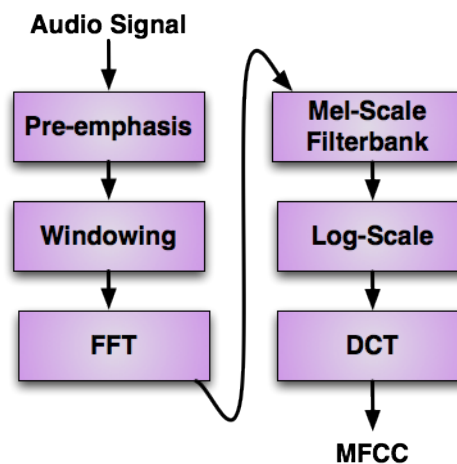 Audio Signal
Pre-emphasis
Windowing
FFT
Mel-Scale
Filterbank
Log-Scale
DCT
MFCC